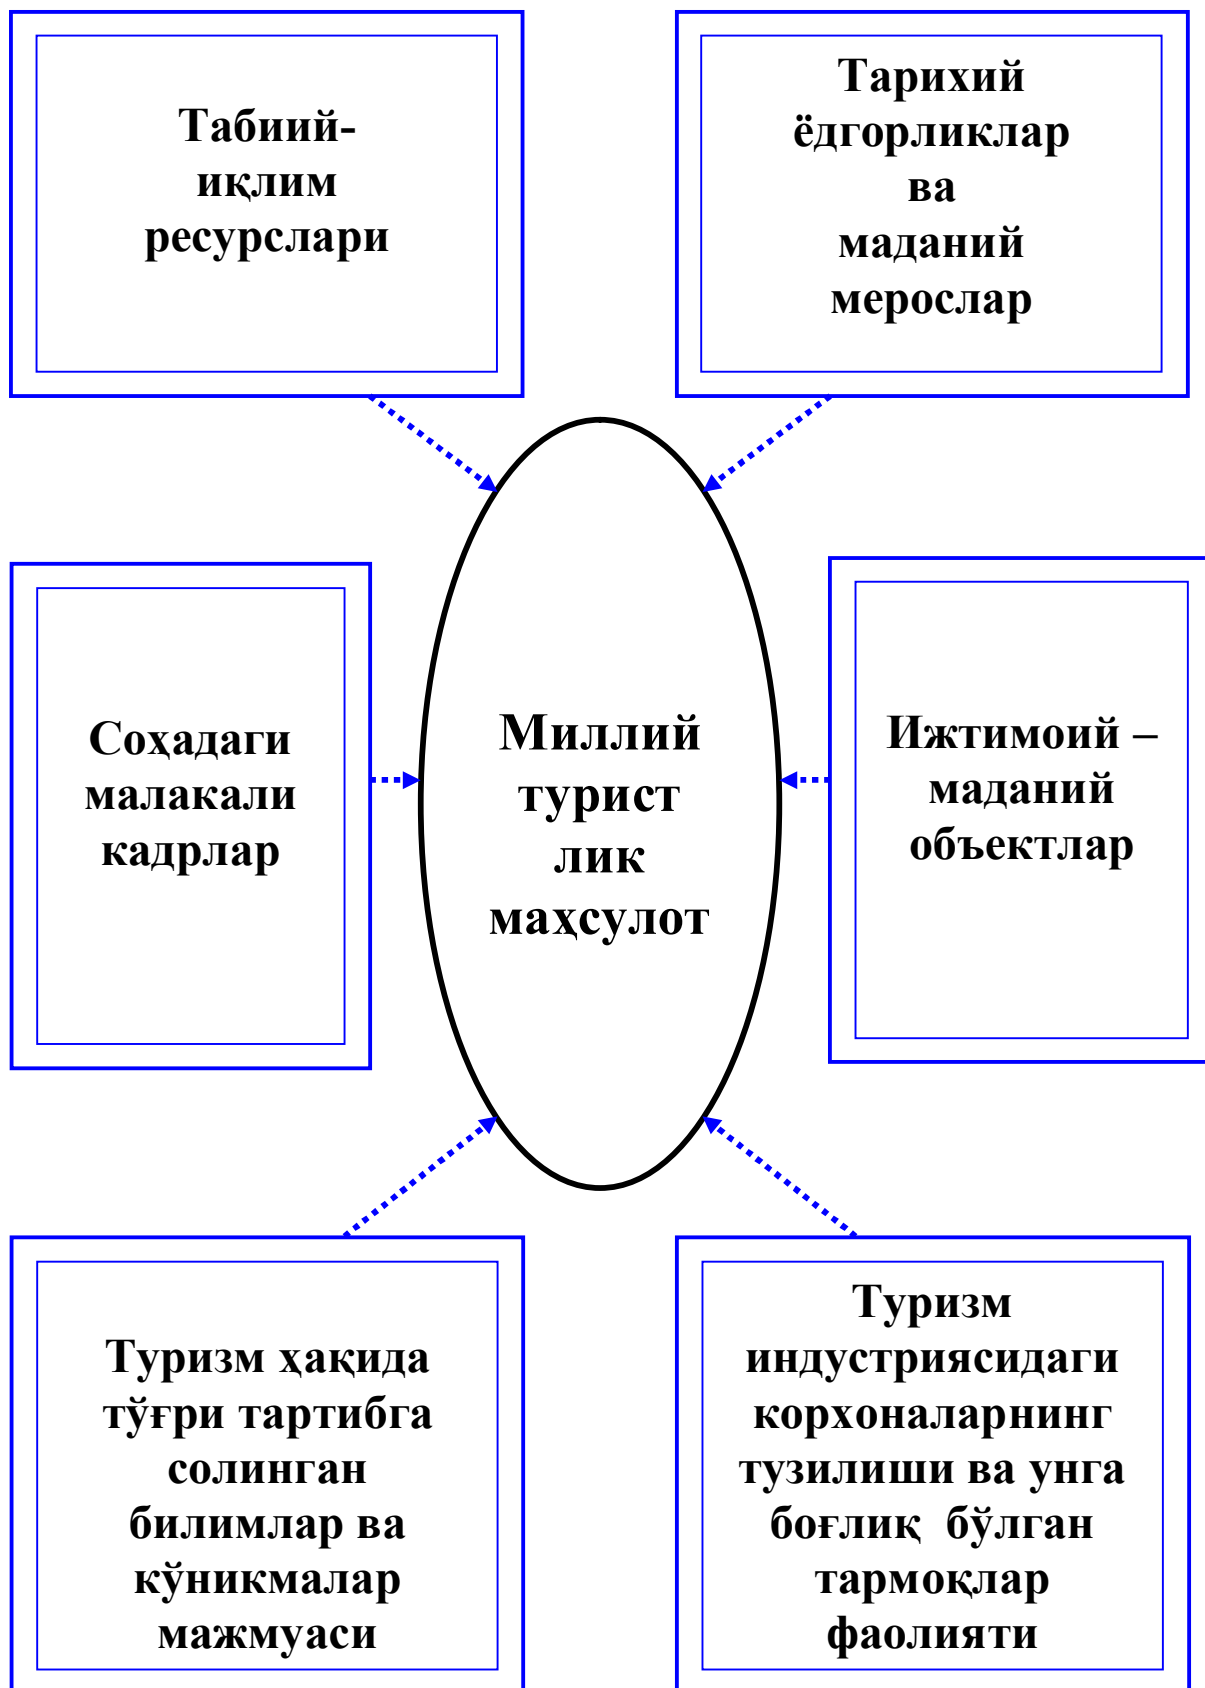 Табиий-
иқлим
ресурслари
Тарихий
ёдгорликлар
ва
маданий
мерослар
Соҳадаги
малакали
кадрлар
Миллий
турист
лик
маҳсулот
Ижтимоий –
маданий
объектлар
Туризм ҳақида
тўғри тартибга
солинган
билимлар ва
кўникмалар
мажмуаси
Туризм
индустриясидаги
корхоналарнинг
тузилиши ва унга
боғлиқ бўлган
тармоқлар
фаолияти